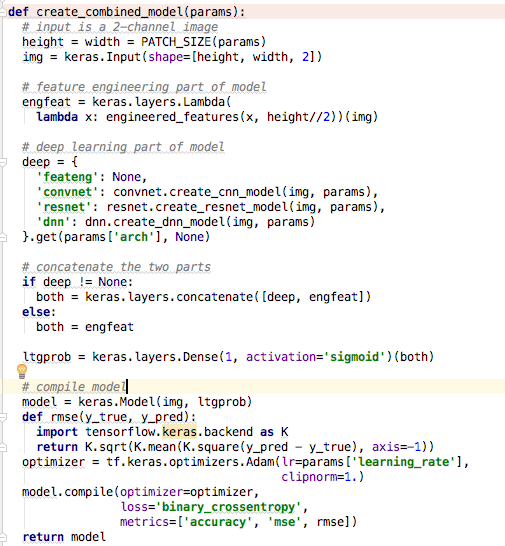 def create_combined_model(params):
  # input is a 2-channel image
  height = width = PATCH_SIZE(params)
  img = keras.Input(shape=[height, width, 2])

  # feature engineering part of model
  engfeat = keras.layers.Lambda(
    lambda x: engineered_features(x, height//2))(img)

  # deep learning part of model
  deep = {
    'feateng': None,
    'convnet': convnet.create_cnn_model(img, params),
    'resnet': resnet.create_resnet_model(img, params),
    'dnn': dnn.create_dnn_model(img, params)
  }.get(params['arch'], None)

  # concatenate the two parts
  if deep != None:
    both = keras.layers.concatenate([deep, engfeat])
  else:
    both = engfeat

  ltgprob = keras.layers.Dense(1, activation='sigmoid')(both)

  # compile model
  model = keras.Model(img, ltgprob)
  def rmse(y_true, y_pred):
    import tensorflow.keras.backend as K
    return K.sqrt(K.mean(K.square(y_pred - y_true), axis=-1))
  optimizer = tf.keras.optimizers.Adam(lr=params['learning_rate'],
                                       clipnorm=1.)
  model.compile(optimizer=optimizer,
                loss='binary_crossentropy',
                metrics=['accuracy', 'mse', rmse])
  return model